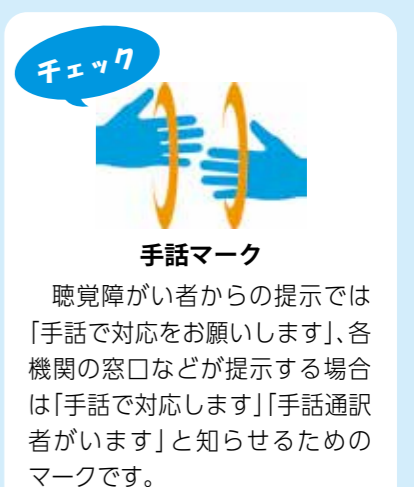 チェック
手話マーク
　聴覚障がい者からの提示では
「手話で対応をお願いします」、各
機関の窓口などが提示する場合
は「手話で対応します」「手話通訳
者がいます」と知らせるための
マークです。